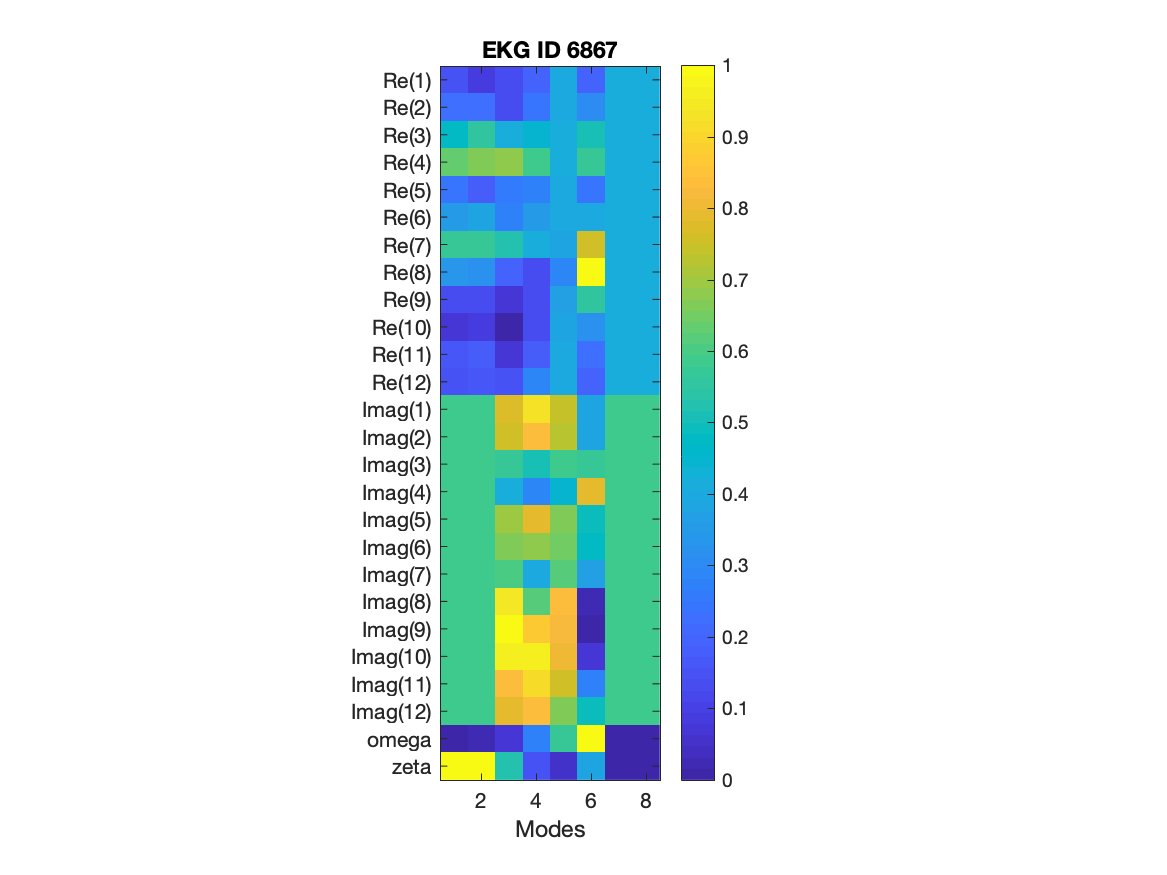 EKG ID 6867
Re(1)
Re(2)
Re(3)
Re(4)
Re(5)
Re(6)
Re(7)
Re(8)
Re(9)
Re(10)
Re(11)
Re(12)
Imag(1)
Imag(2)
Imag(3)
Imag(4)
Imag(5)
Imag(6)
Imag(7)
Imag(8)
Imag(9)
Imag(10)
Imag(11)
Imag(12)
omega
zeta
2 4 6 8
Modes
1
0.9
0.8
0.7
0.6
0.5
0.4
0.3
0.2
0.1
0